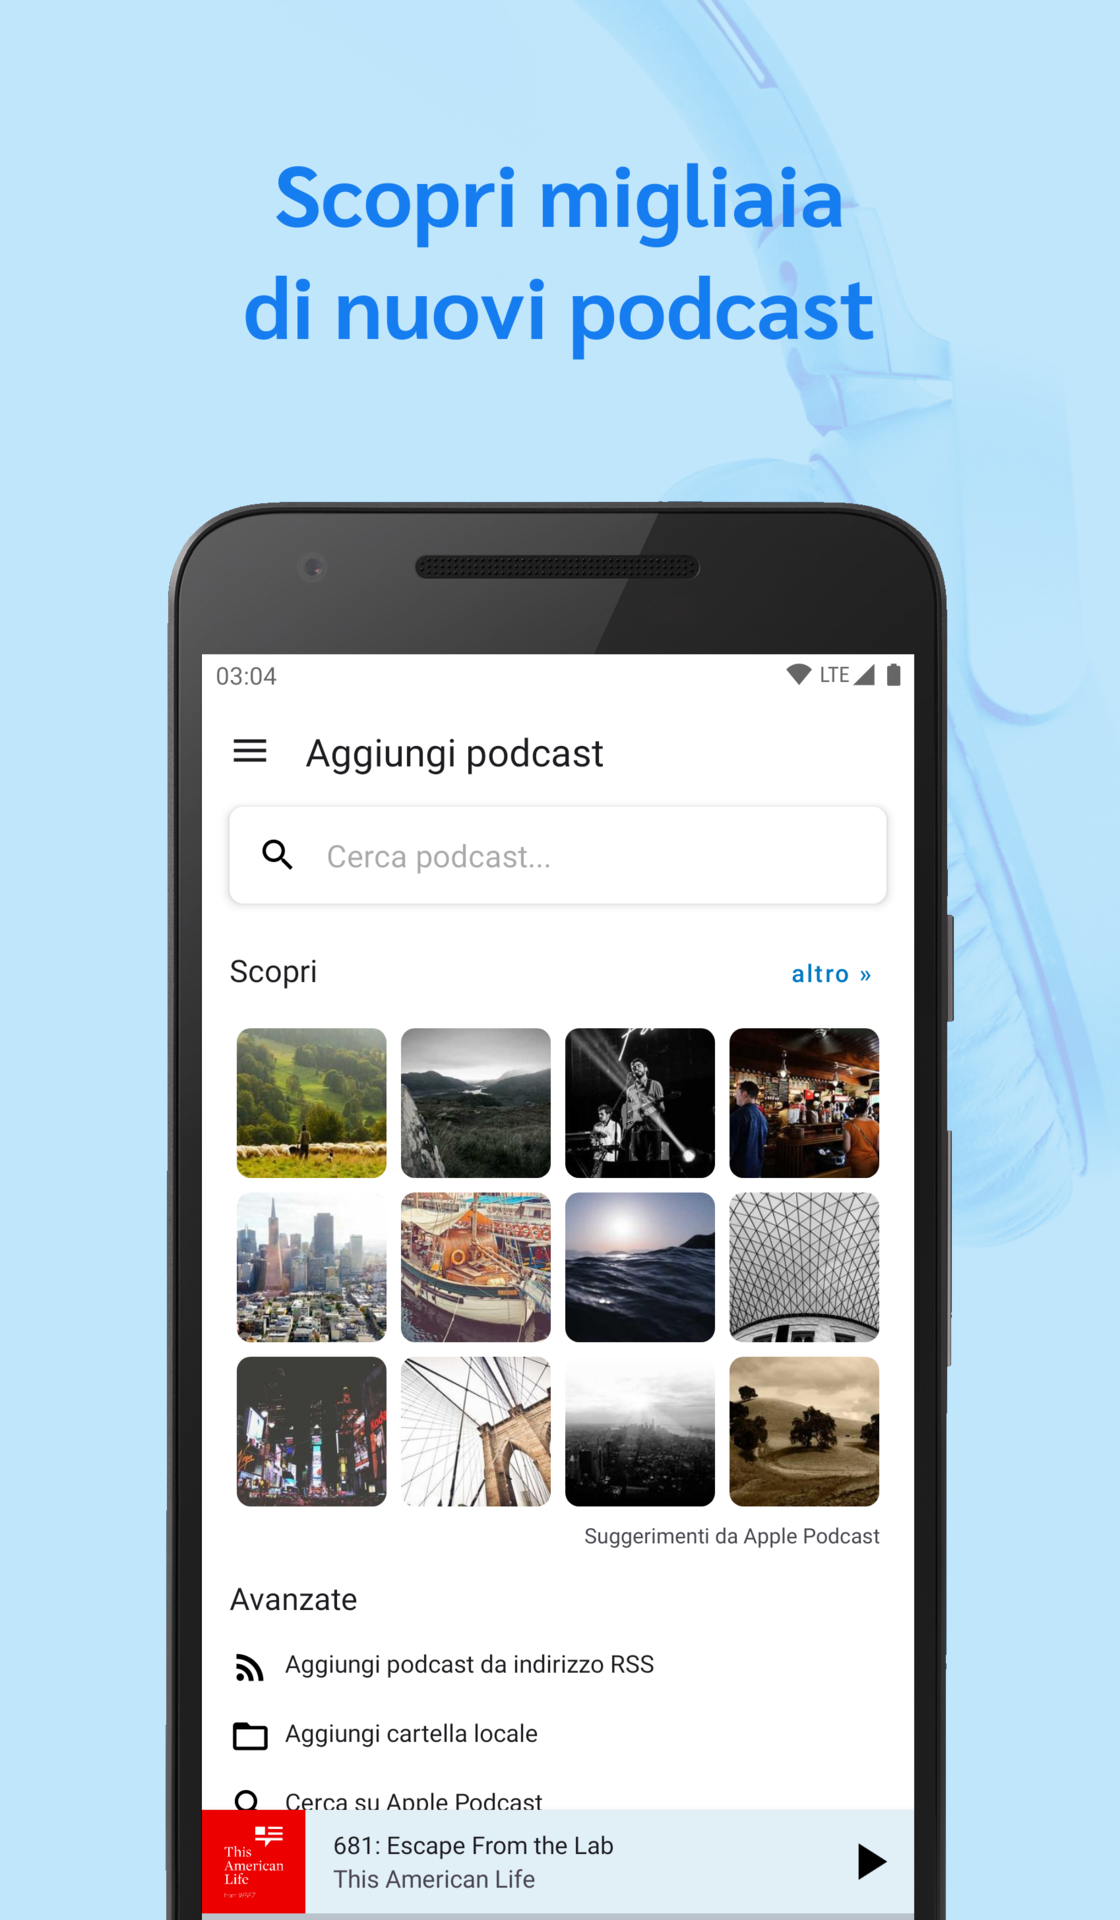 Scopri migliaia
di nuovi podcast
03:04 LTE
Aggiungi podcast
Cerca podcast...
Scopri altro »
Suggerimenti da Apple Podcast
Avanzate
Aggiungi podcast da indirizzo RSS
Aggiungi cartella locale
Cerca su Apple Podcast
This
American
Life
681: Escape From the Lab
This American Life